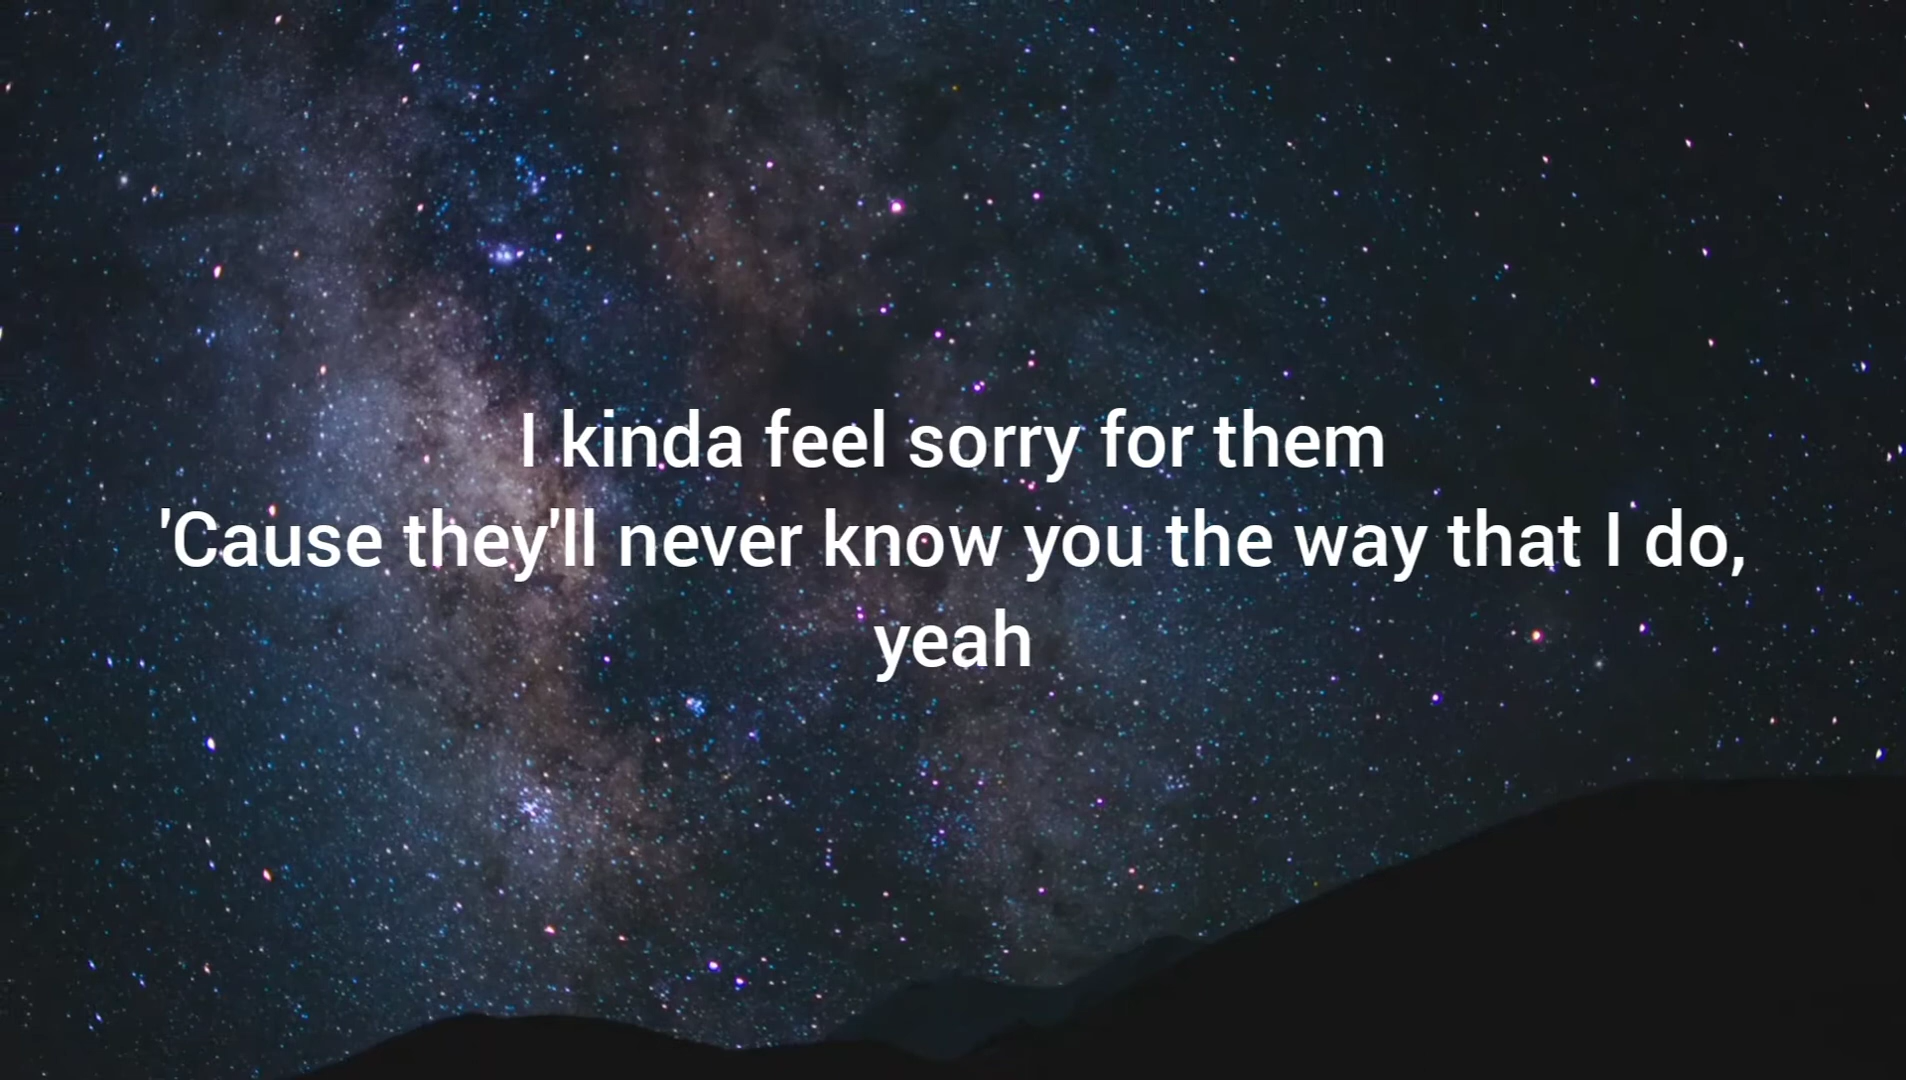 I kinda feel sorry for them
'Cause they'll never know you the way that I do,
yeah